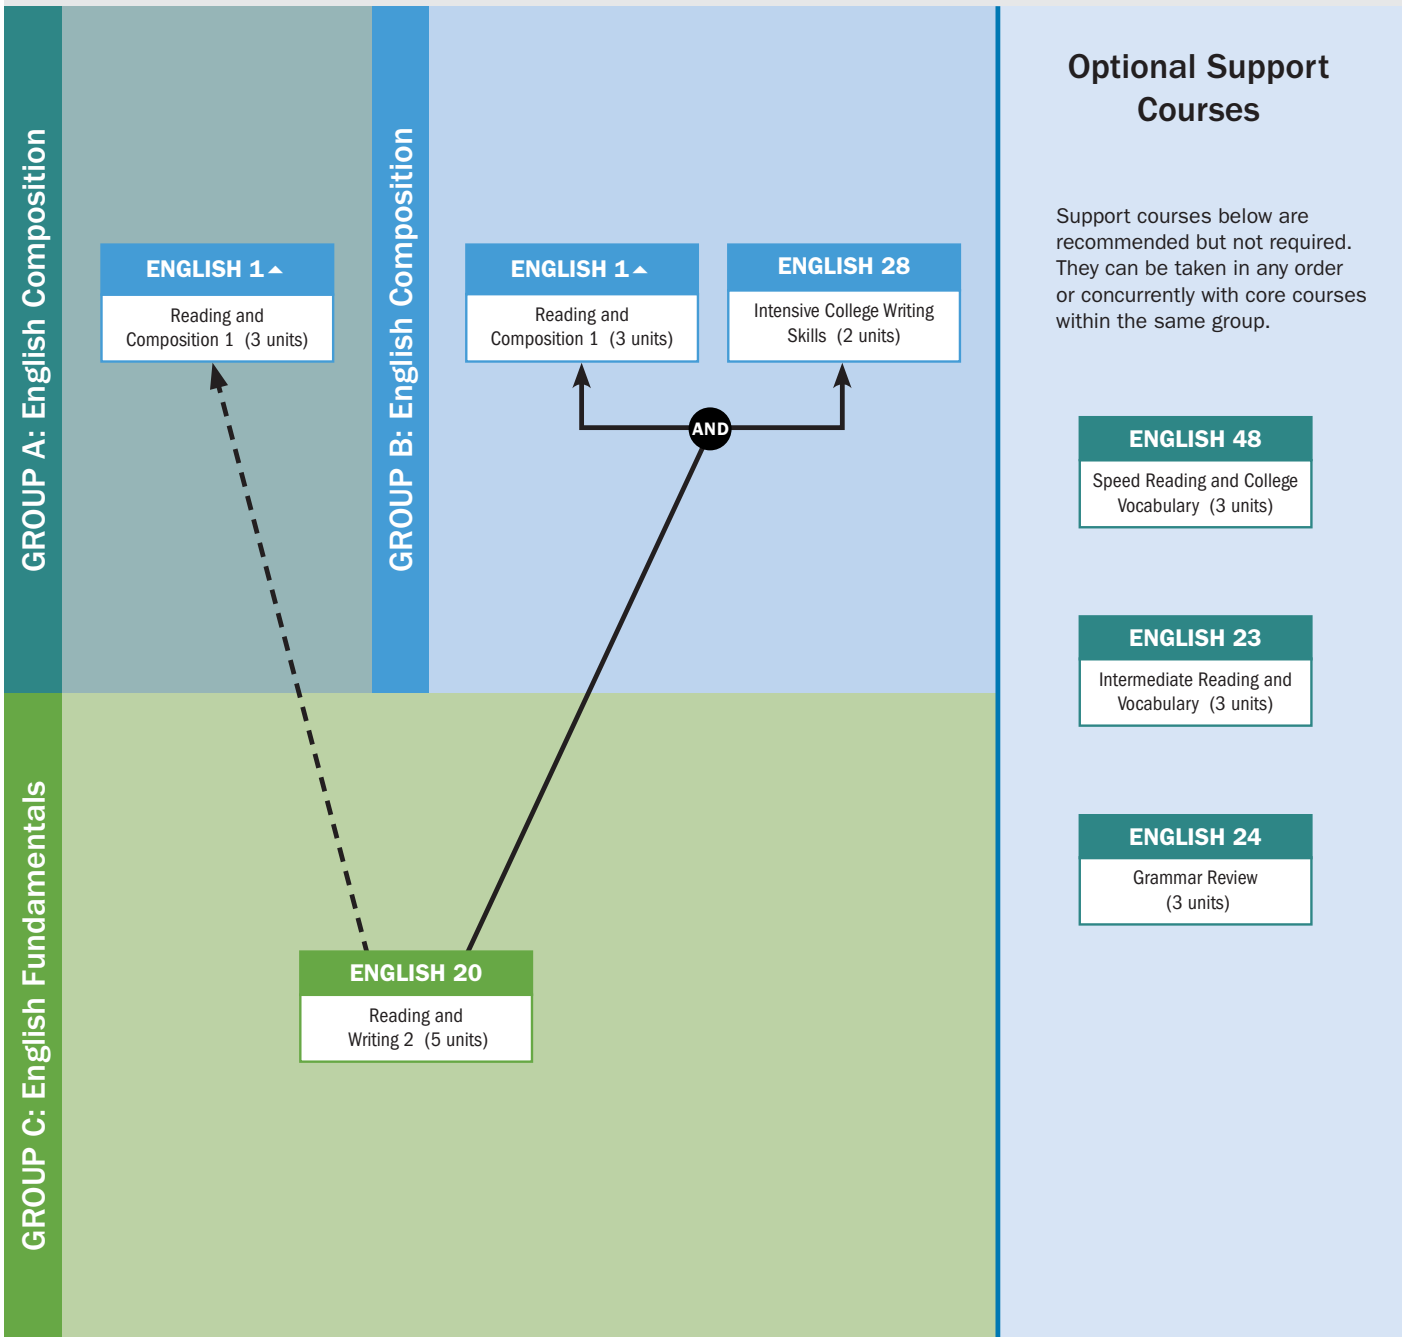 GROUP A: English Composition
ENGLISH 1▲
Reading and
Composition 1 (3 units)
GROUP B: English Composition
ENGLISH 1▲
Reading and
Composition 1 (3 units)
ENGLISH 28
Intensive College Writing
Skills (2 units)
AND
GROUP C: English Fundamentals
ENGLISH 20
Reading and
Writing 2 (5 units)
Optional Support
Courses
Support courses below are
recommended but not required.
They can be taken in any order
or concurrently with core courses
within the same group.
ENGLISH 48
Speed Reading and College
Vocabulary (3 units)
ENGLISH 23
Intermediate Reading and
Vocabulary (3 units)
ENGLISH 24
Grammar Review
(3 units)